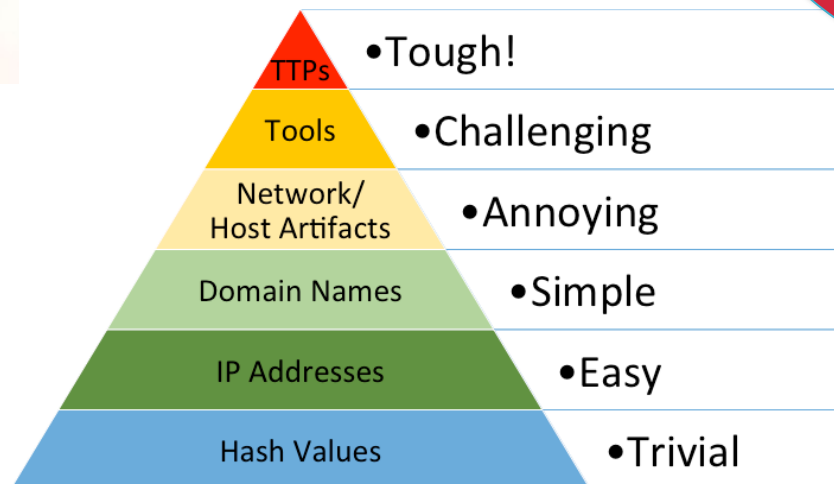 TTPs
•Tough!
Tools
•Challenging
Network/
Host Artifacts
•Annoying
Domain Names
•Simple
IP Addresses
•Easy
Hash Values
•Trivial